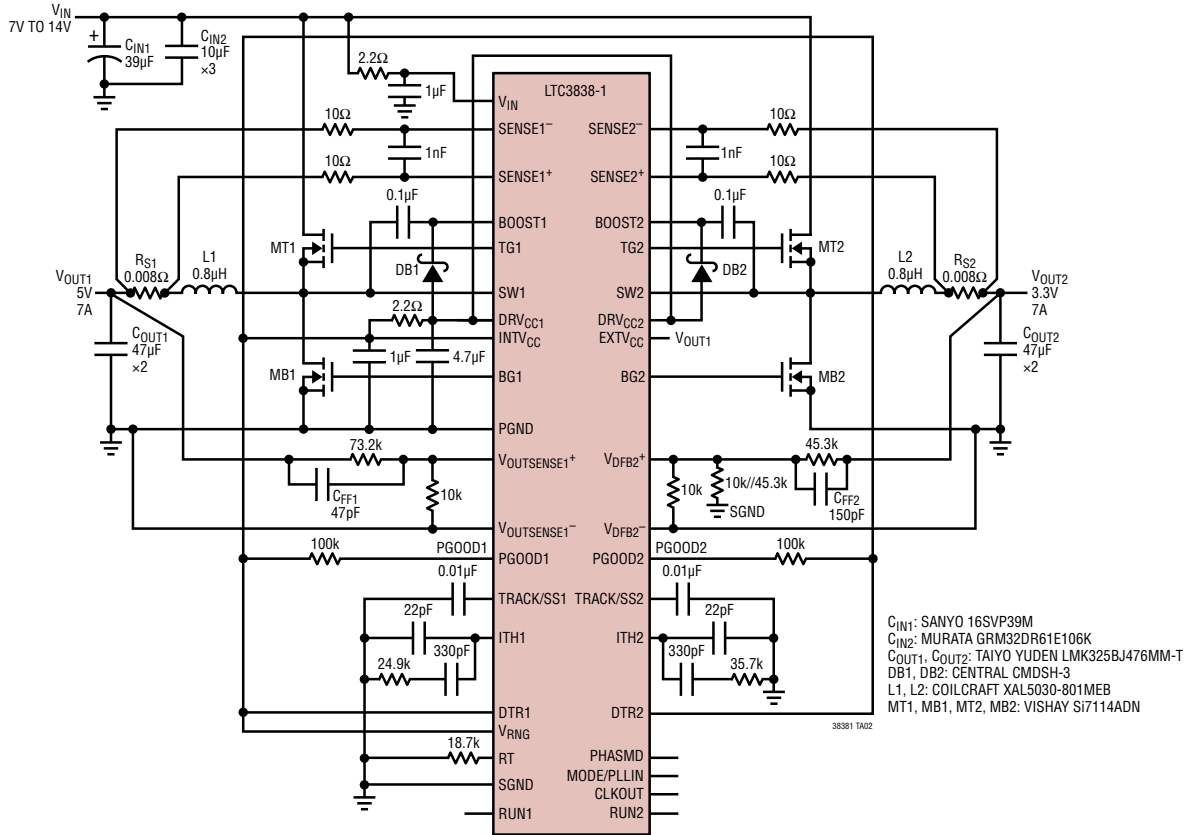 VIN
7V TO 14V
+
CIN1
39µF
CIN2
10µF
×3
2.2Ω
1µF
LTC3838-1
VIN
10Ω
SENSE1–
SENSE2–
10Ω
1nF
1nF
10Ω
SENSE1+
SENSE2+
10Ω
0.1µF
BOOST1
BOOST2
0.1µF
MT1
TG1
TG2
MT2
DB1
DB2
VOUT1
5V
7A
RS1
0.008Ω
L1
0.8µH
SW1
SW2
L2
0.8µH
RS2
0.008Ω
VOUT2
3.3V
7A
2.2Ω
DRVCC1
DRVCC2
INTVCC
EXTVCC
VOUT1
COUT1
47µF
×2
1µF
4.7µF
COUT2
47µF
×2
MB1
BG1
BG2
MB2
PGND
73.2k
VOUTSENSE1+
VDFB2+
45.3k
CFF1
47pF
10k
10k
10k//45.3k
SGND
CFF2
150pF
VOUTSENSE1–
VDFB2–
100k
PGOOD1
PGOOD1
PGOOD2
PGOOD2
100k
0.01µF
TRACK/SS1
TRACK/SS2
0.01µF
22pF
ITH1
ITH2
22pF
330pF
24.9k
330pF
35.7k
DTR1
DTR2
VRNG
18.7k
RT
PHASMD
SGND
MODE/PLLIN
CLKOUT
RUN1
RUN2
38381 TA02
CIN1: SANYO 16SVP39M
CIN2: MURATA GRM32DR61E106K
COUT1, COUT2: TAIYO YUDEN LMK325BJ476MM-T
DB1, DB2: CENTRAL CMDSH-3
L1, L2: COILCRAFT XAL5030-801MEB
MT1, MB1, MT2, MB2: VISHAY Si7114ADN